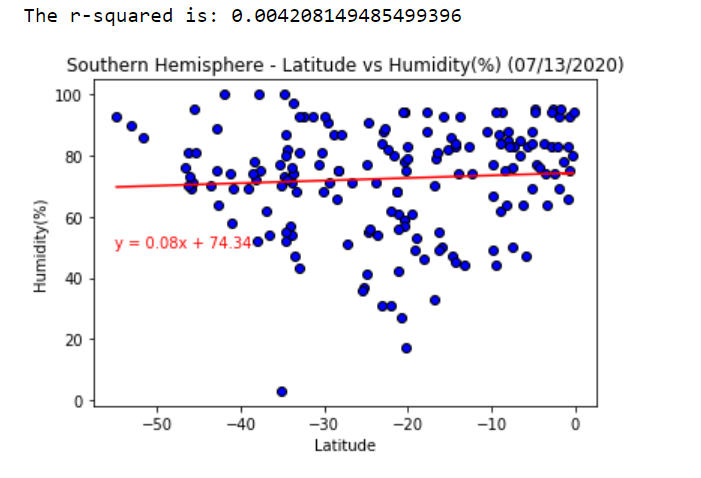 The r-squared is: 0.004208149485499396
Southern Hemisphere - Latitude vs Humidity(%) (07/13/2020)
100
80
60
40
20
0
Humidity(%)
y = 0.08x + 74.34
−50
−40
−30
−20
−10
0
Latitude